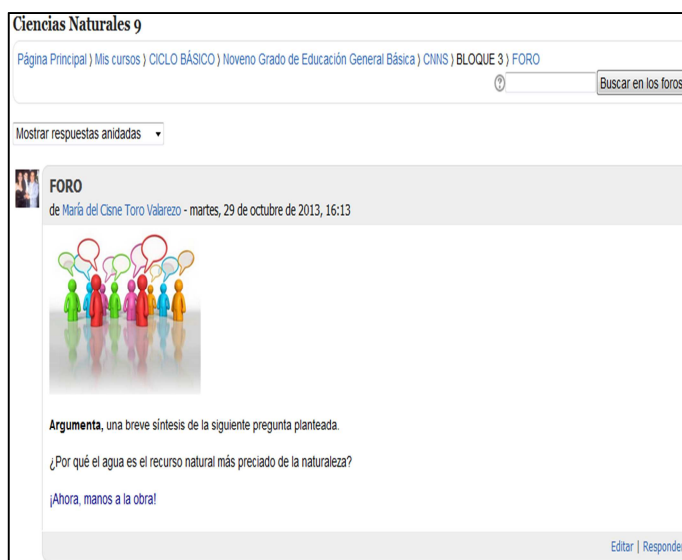 Ciencias Naturales 9
Página Principal ⟩ Mis cursos ⟩ CICLO BÁSICO ⟩ Noveno Grado de Educación General Básica ⟩ CNNS ⟩ BLOQUE 3 ⟩ FORO
? Buscar en los foros
Mostrar respuestas anidadas
FORO
de María del Cisne Toro Valarezo - martes, 29 de octubre de 2013, 16:13
Argumenta, una breve síntesis de la siguiente pregunta planteada.
¿Por qué el agua es el recurso natural más preciado de la naturaleza?
¡Ahora, manos a la obra!
Editar | Responder